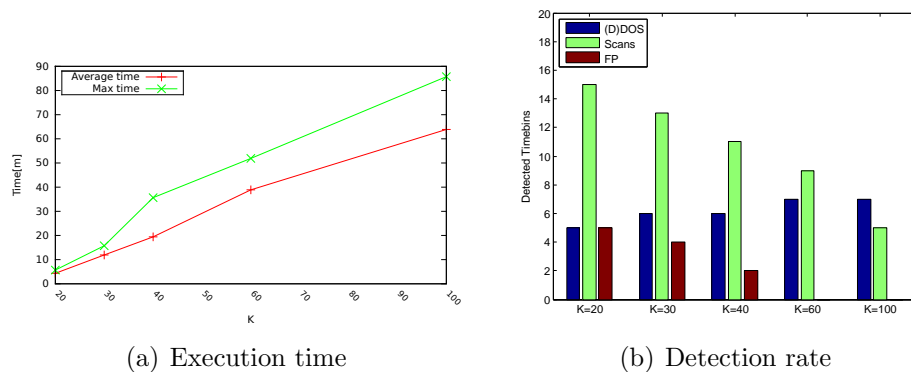 90
80
70
60
50
40
30
20
10
0
Time[m]
Average time
Max time
20
30
40
50
60
70
80
90
100
K
(a) Execution time
20
18
16
14
12
10
8
6
4
2
0
Detected Timebins
(D)DOS
Scans
FP
K=20
K=30
K=40
K=60
K=100
(b) Detection rate